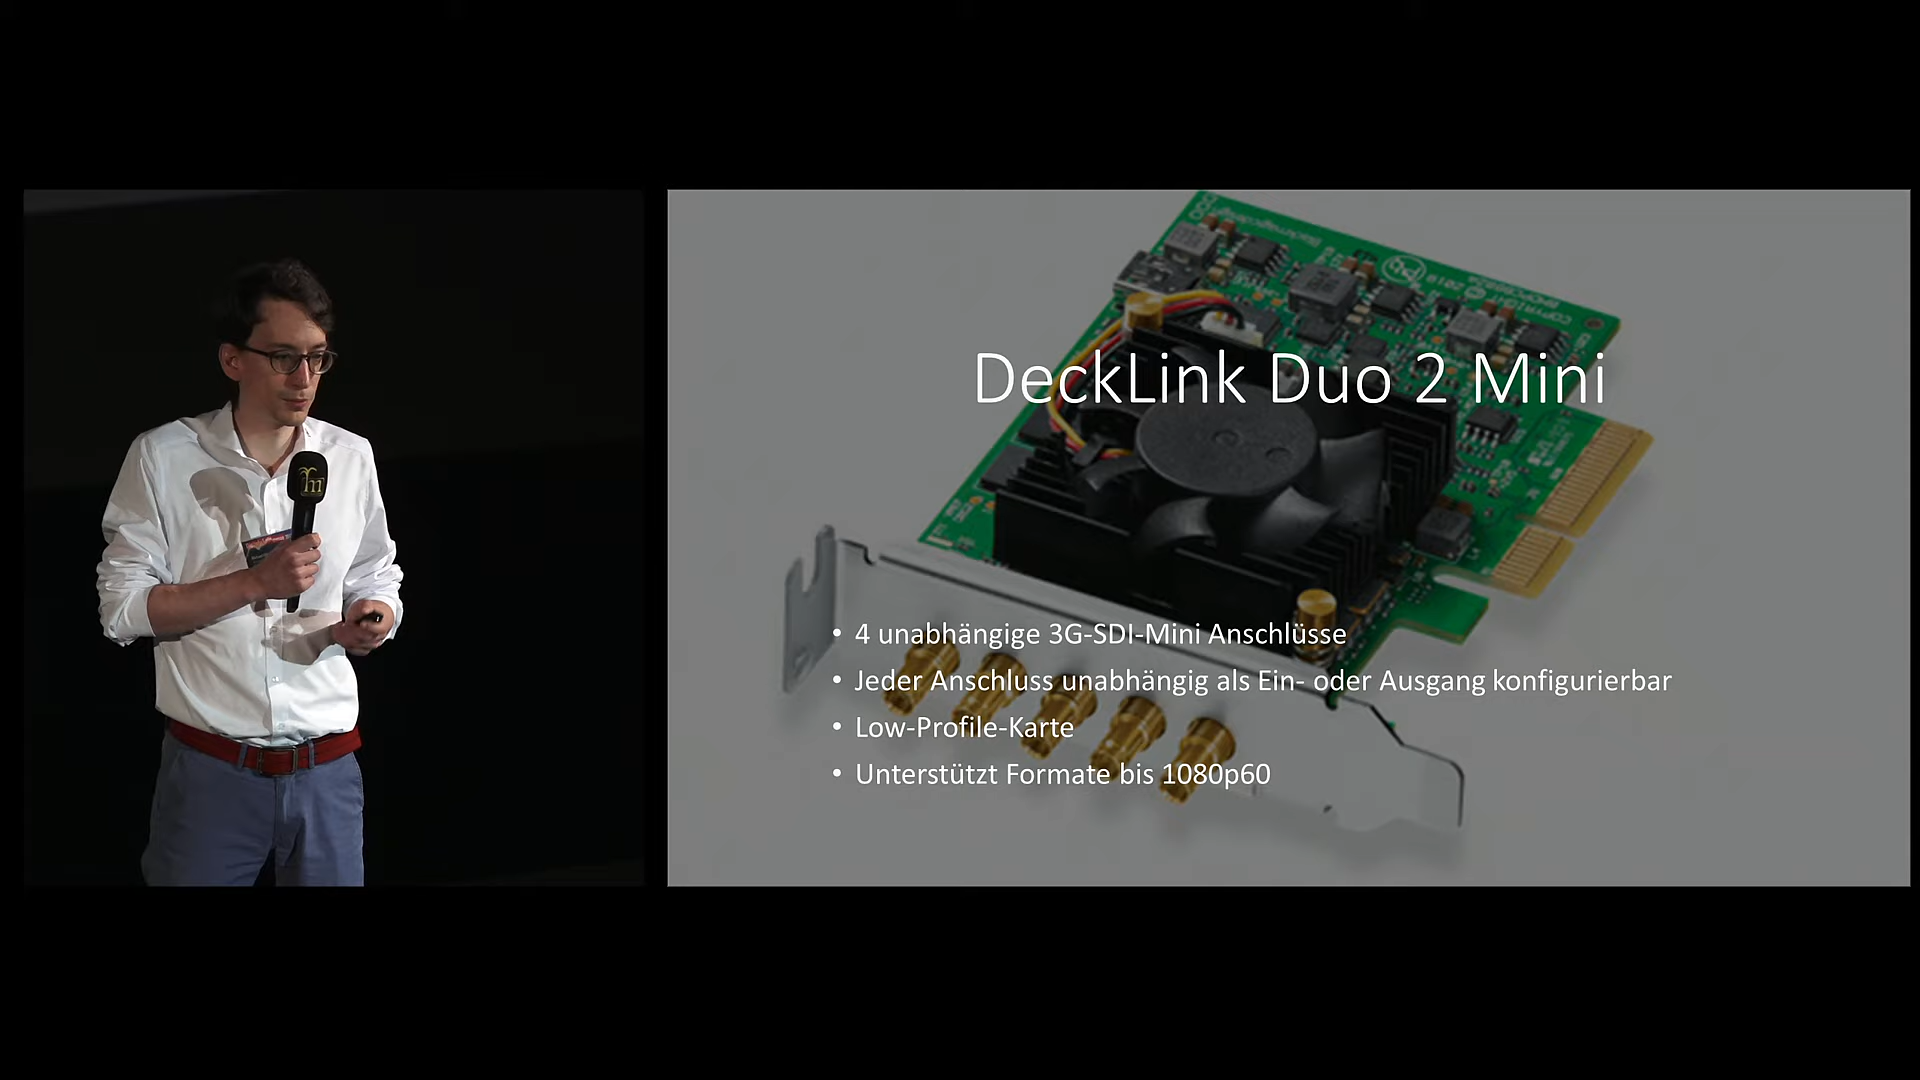 DeckLink Duo 2 Mini
• 4 unabhängige 3G-SDI-Mini Anschlüsse
• Jeder Anschluss unabhängig als Ein- oder Ausgang konfigurierbar
• Low-Profile-Karte
• Unterstützt Formate bis 1080p60
m